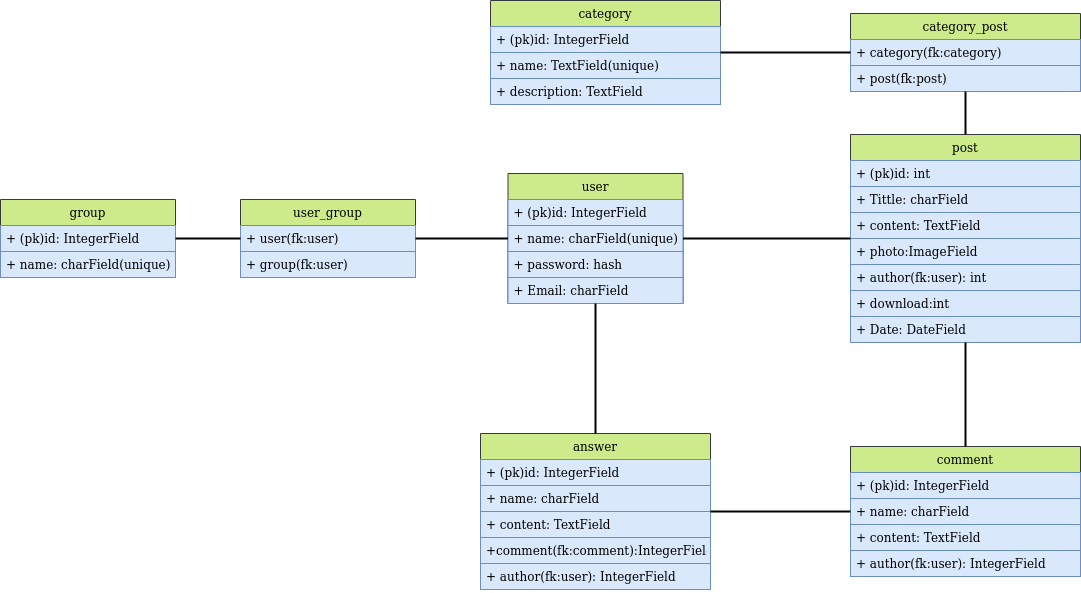 category
+ (pk)id: IntegerField
+ name: TextField(unique)
+ description: TextField
category_post
+ category(fk:category)
+ post(fk:post)
post
+ (pk)id: int
+ Tittle: charField
+ content: TextField
+ photo:ImageField
+ author(fk:user): int
+ download:int
+ Date: DateField
user
+ (pk)id: IntegerField
+ name: charField(unique)
+ password: hash
+ Email: charField
group
+ (pk)id: IntegerField
+ name: charField(unique)
user_group
+ user(fk:user)
+ group(fk:user)
answer
+ (pk)id: IntegerField
+ name: charField
+ content: TextField
+comment(fk:comment):IntegerFiel
+ author(fk:user): IntegerField
comment
+ (pk)id: IntegerField
+ name: charField
+ content: TextField
+ author(fk:user): IntegerField